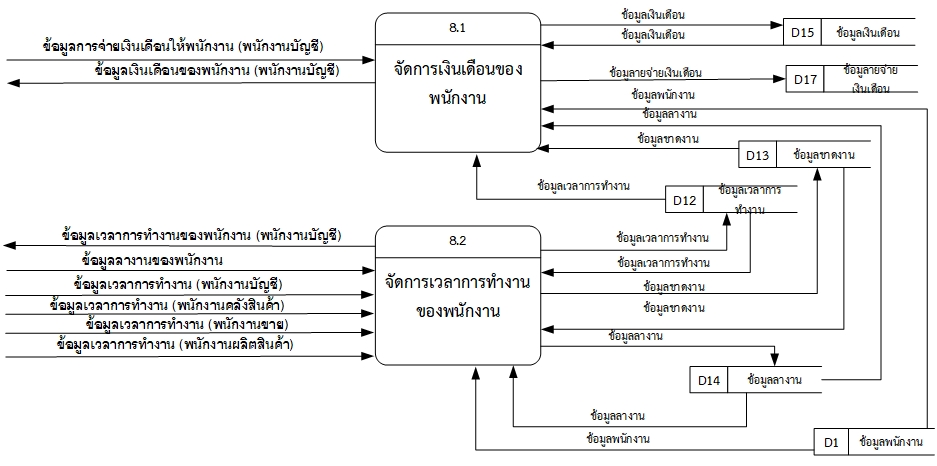 8.1
จัดการเงินเดือนของ
พนักงาน
ข้อมูลการจ่ายเงินเดือนให้พนักงาน (พนักงานบัญชี)
ข้อมูลเงินเดือนของพนักงาน (พนักงานบัญชี)
ข้อมูลเงินเดือน
ข้อมูลเงินเดือน
D15 ข้อมูลเงินเดือน
ข้อมูลายจ่ายเงินเดือน
D17 ข้อมูลายจ่าย
เงินเดือน
ข้อมูลพนักงาน
ข้อมูลลางาน
ข้อมูลขาดงาน
D13 ข้อมูลขาดงาน
ข้อมูลเวลาการทำงาน
D12 ข้อมูลเวลาการ
ทำงาน
8.2
จัดการเวลาการทำงาน
ของพนักงาน
ข้อมูลเวลาการทำงานของพนักงาน (พนักงานบัญชี)
ข้อมูลลางานของพนักงาน
ข้อมูลเวลาการทำงาน (พนักงานบัญชี)
ข้อมูลเวลาการทำงาน (พนักงานคลังสินค้า)
ข้อมูลเวลาการทำงาน (พนักงานขาย)
ข้อมูลเวลาการทำงาน (พนักงานผลิตสินค้า)
ข้อมูลเวลาการทำงาน
ข้อมูลเวลาการทำงาน
ข้อมูลขาดงาน
ข้อมูลขาดงาน
ข้อมูลลางาน
D14 ข้อมูลลางาน
ข้อมูลลางาน
ข้อมูลพนักงาน
D1 ข้อมูลพนักงาน